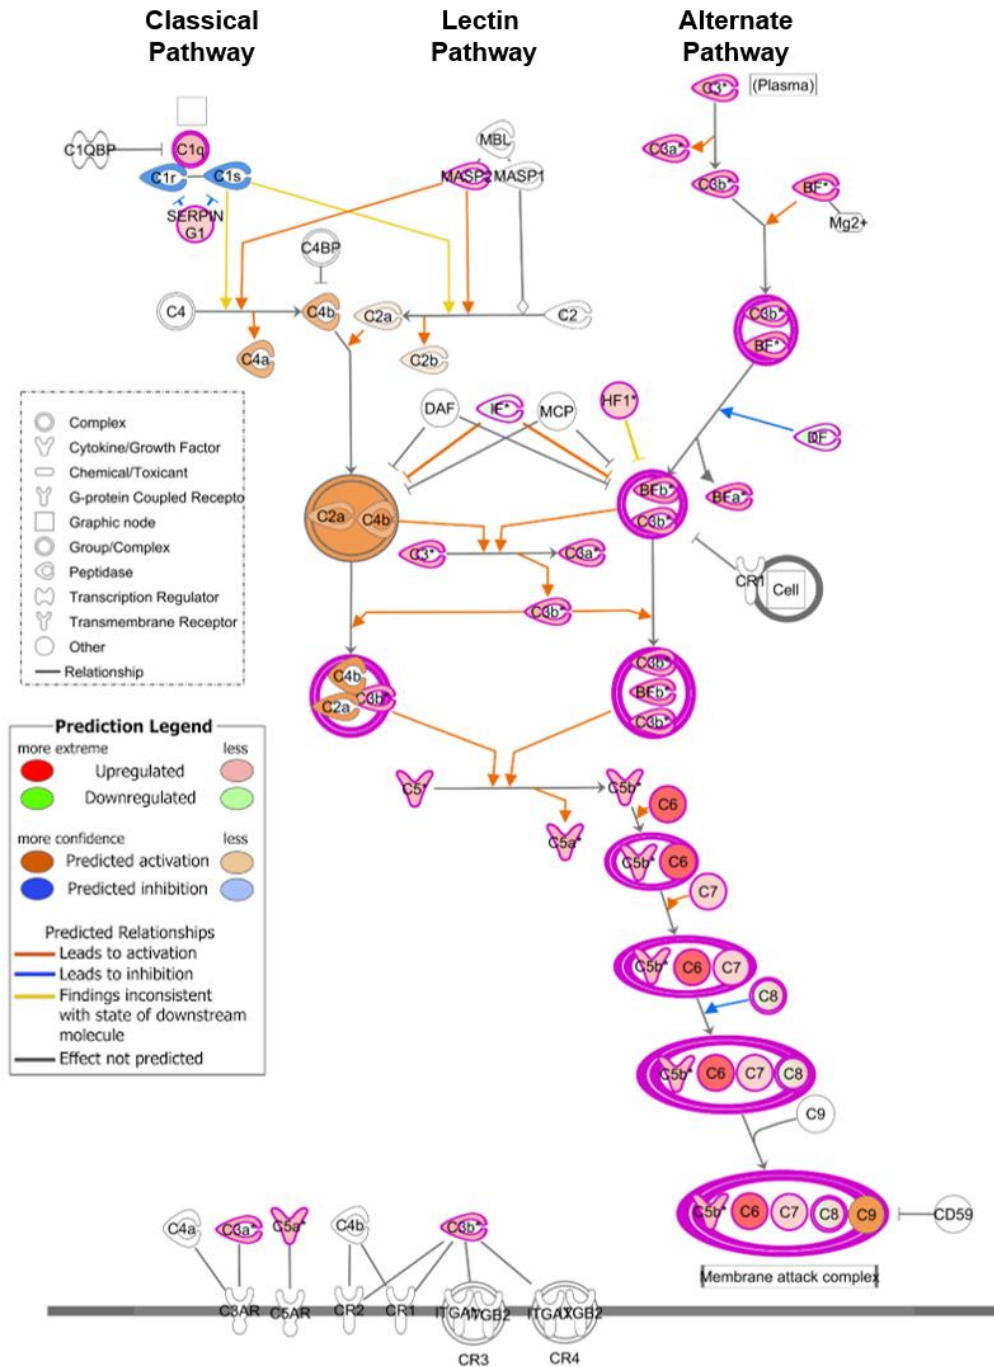 Classical
Pathway
Lectin
Pathway
Alternate
Pathway
C3*
(Plasma)
C1QBP
C1q
MBL
C3a*
C1r
C1s
MASP2
MASP1
C3b*
BF*
SERPIN
G1
Mg2+
C4BP
C4
C4b
C2a
C2
C3b*
BF*
C4a
C2b
DAF
IF*
MCP
HF1*
DF
Complex
Cytokine/Growth Factor
Chemical/Toxicant
G-protein Coupled Recepto
Graphic node
Group/Complex
Peptidase
Transcription Regulator
Transmembrane Receptor
Other
Relationship
C2a
C4b
BFb*
C3b*
BFa*
C3*
C3a*
CR1
Cell
C3b*
C4b
C3b*
C2a
C3b*
BFb*
C3b*
Prediction Legend
more extreme
less
Upregulated
Downregulated
more confidence
less
Predicted activation
Predicted inhibition
Predicted Relationships
Leads to activation
Leads to inhibition
Findings inconsistent
with state of downstream
molecule
Effect not predicted
C5*
C5b*
C6
C5a*
C5b*
C6
C7
C5b*
C6
C7
C8
C5b*
C6
C7
C8
C9
C5b*
C6
C7
C8
C9
CD59
Membrane attack complex
C4a
C3a*
C5a*
C4b
C3b*
C3AR
C5AR
CR2
CR1
ITGB2
ITGB2
CR3
CR4